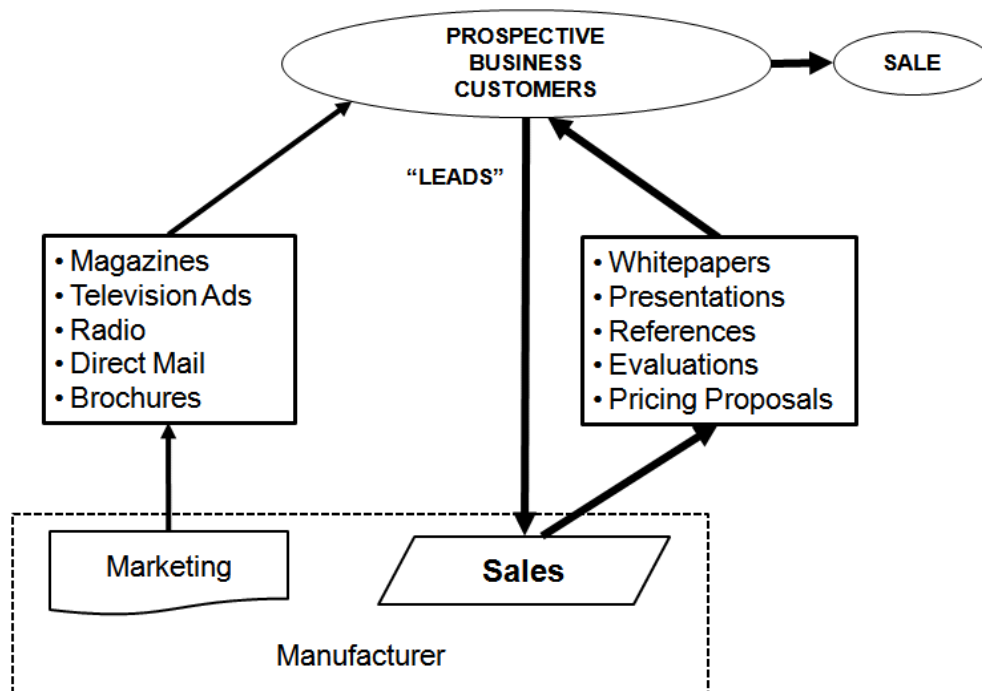 PROSPECTIVE
BUSINESS
CUSTOMERS
SALE
“LEADS”
• Magazines
• Television Ads
• Radio
• Direct Mail
• Brochures
• Whitepapers
• Presentations
• References
• Evaluations
• Pricing Proposals
Marketing
Sales
Manufacturer